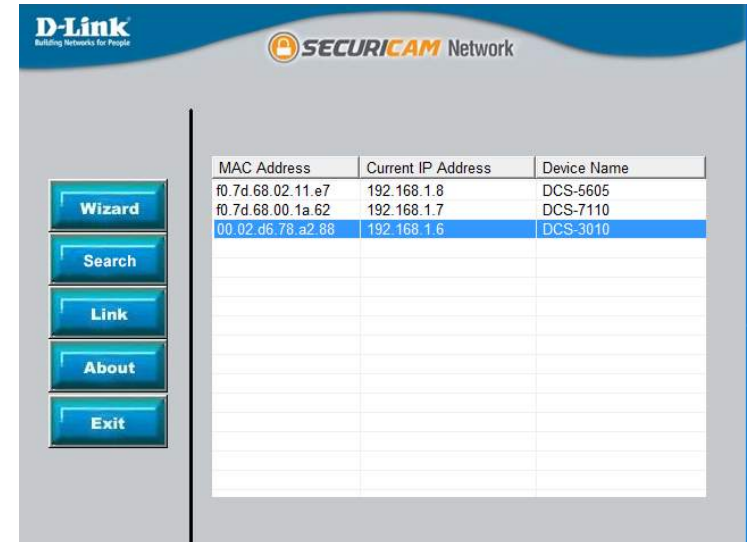 D-Link
Building Networks for People
SECURICAM Network
MAC Address Current IP Address Device Name
f0.7d.68.02.11.e7 192.168.1.8 DCS-5605
f0.7d.68.00.1a.62 192.168.1.7 DCS-7110
00.02.d6.78.a2.88 192.168.1.6 DCS-3010
Wizard
Search
Link
About
Exit